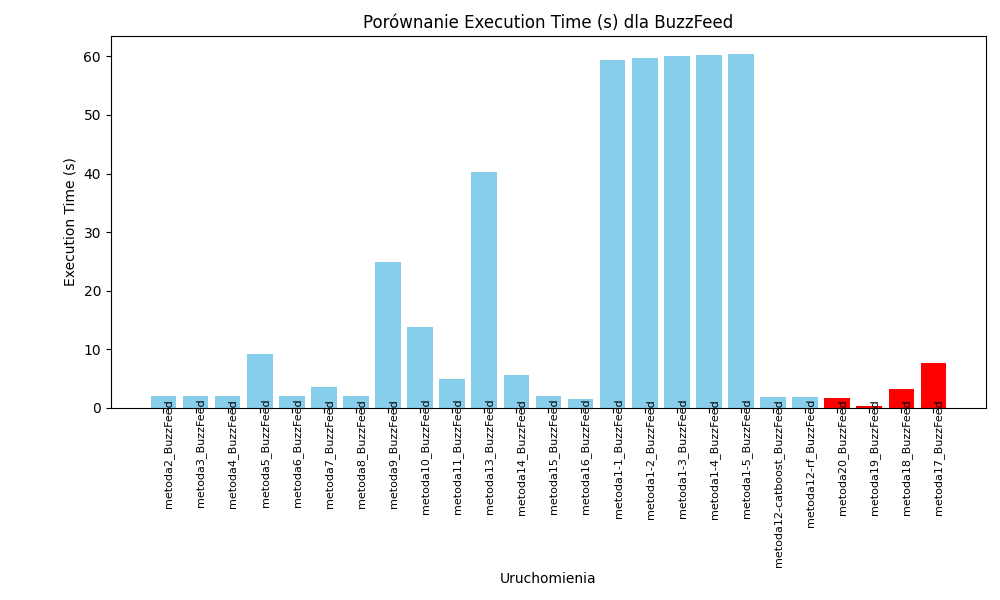 Porównanie Execution Time (s) dla BuzzFeed
Execution Time (s)
60
50
40
30
20
10
0
metoda2_BuzzFeed
metoda3_BuzzFeed
metoda4_BuzzFeed
metoda5_BuzzFeed
metoda6_BuzzFeed
metoda7_BuzzFeed
metoda8_BuzzFeed
metoda9_BuzzFeed
metoda10_BuzzFeed
metoda11_BuzzFeed
metoda13_BuzzFeed
metoda14_BuzzFeed
metoda15_BuzzFeed
metoda16_BuzzFeed
metoda1-1_BuzzFeed
metoda1-2_BuzzFeed
metoda1-3_BuzzFeed
metoda1-4_BuzzFeed
metoda1-5_BuzzFeed
metoda12-catboost_BuzzFeed
metoda12-rf_BuzzFeed
metoda20_BuzzFeed
metoda19_BuzzFeed
metoda18_BuzzFeed
metoda17_BuzzFeed
Uruchomienia